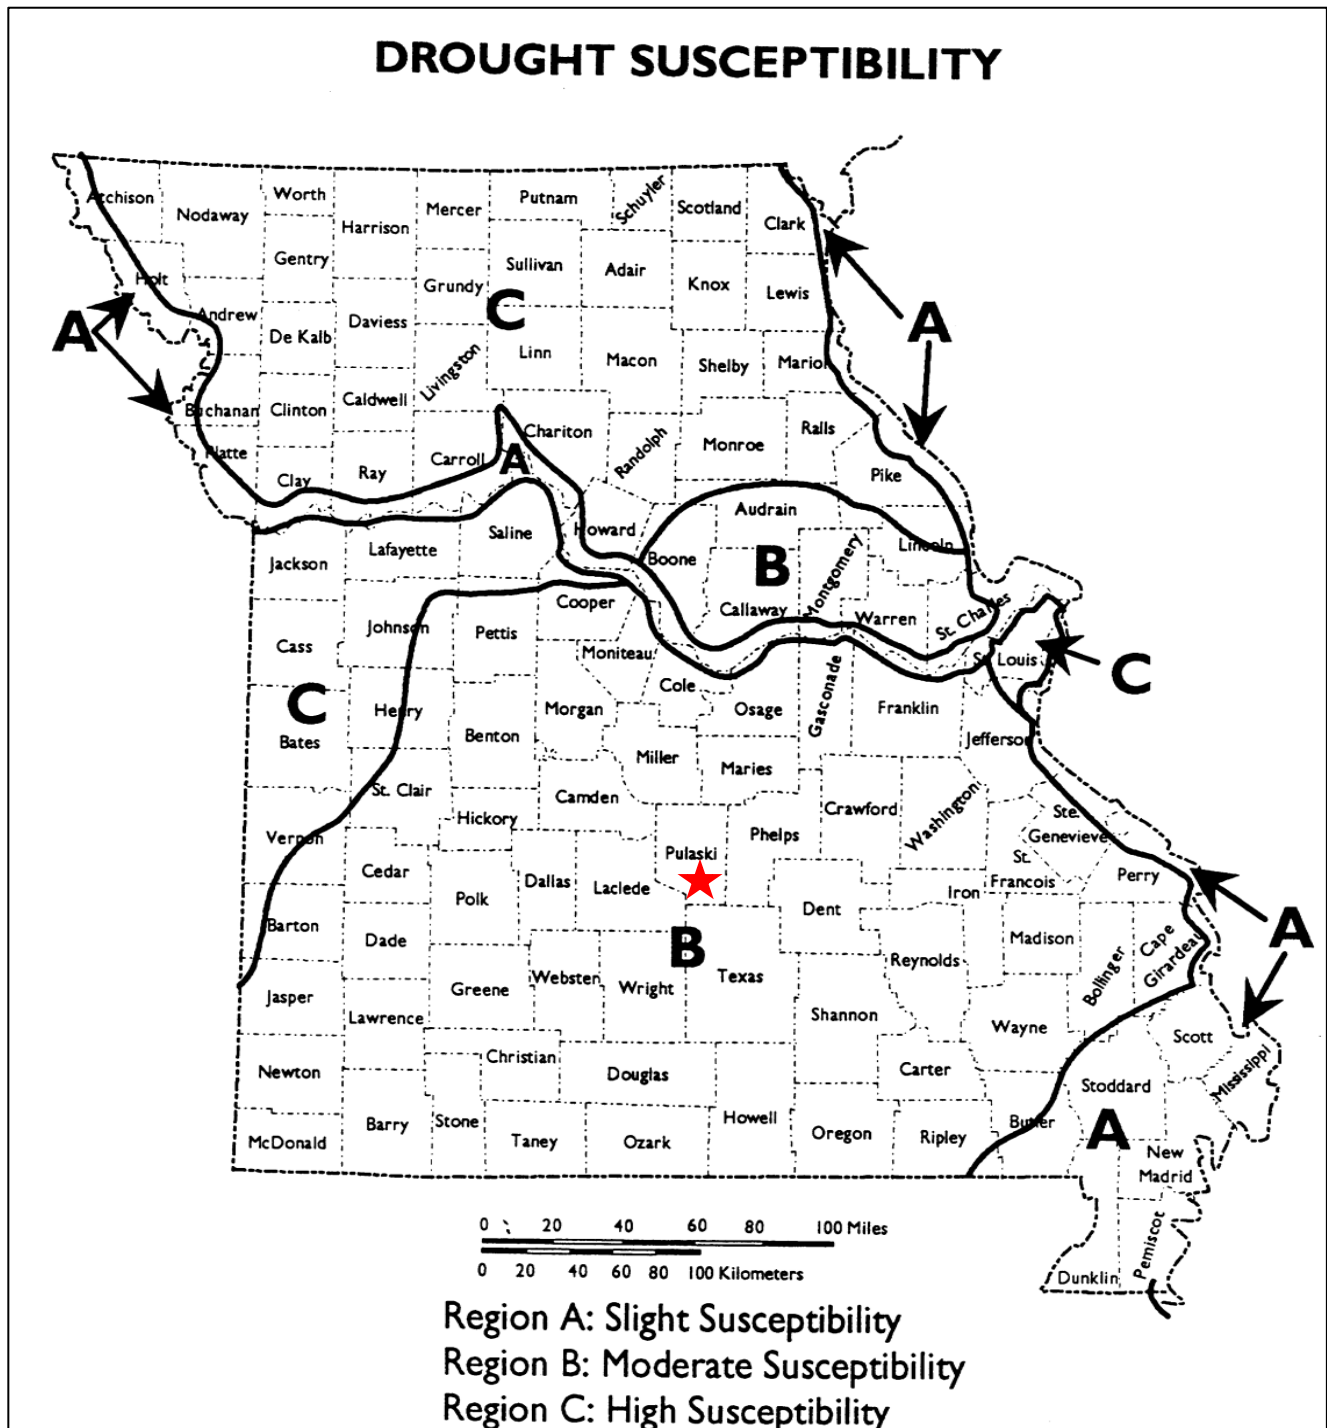 DROUGHT SUSCEPTIBILITY
Atchison
Nodaway
Worth
Harrison
Mercer
Putnam
Schuyler
Scotland
Clark
Gentry
Sullivan
Adair
Knox
Lewis
Holt
Andrew
De Kalb
Daviess
Grundy
C
A
A
Livingston
Linn
Macon
Shelby
Marion
Buchanan
Clinton
Caldwell
Chariton
Randolph
Monroe
Ralls
Platte
Clay
Ray
Carroll
A
Pike
Audrain
Saline
Howard
Boone
B
Montgomery
Lincoln
Jackson
Lafayette
Cooper
Callaway
Warren
St. Charles
Johnson
Pettis
Cass
Moniteau
St. Louis
C
Cole
C
Henry
Morgan
Osage
Gasconade
Franklin
Bates
Benton
Miller
Maries
Jefferson
St. Clair
Camden
Crawford
Washington
Hickory
Phelps
Ste.
Genevieve
Vernon
Pulaski
St.
Francois
Cedar
Dallas
Laclede
Iron
Perry
Polk
Dent
Barton
Dade
B
Madison
Cape
Girardeau
A
Bollinger
Jasper
Greene
Webster
Wright
Texas
Reynolds
Lawrence
Shannon
Wayne
Scott
Newton
Christian
Douglas
Carter
Stoddard
Mississippi
McDonald
Barry
Stone
Taney
Ozark
Howell
Oregon
Ripley
Butler
A
New
Madrid
Pemiscot
Dunklin
0 20 40 60 80 100 Miles
0 20 40 60 80 100 Kilometers
Region A: Slight Susceptibility
Region B: Moderate Susceptibility
Region C: High Susceptibility